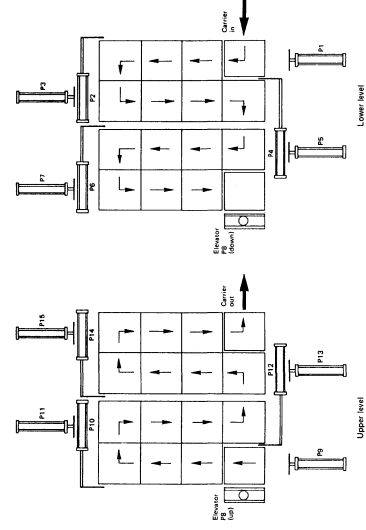 P3
P7
P2
P6
Carrier
in
P1
P4
P5
Elevator
P8
(down)
Lower level
P15
P11
P14
P10
Carrier
out
P12
P13
P9
Elevator
P8
(up)
Upper level